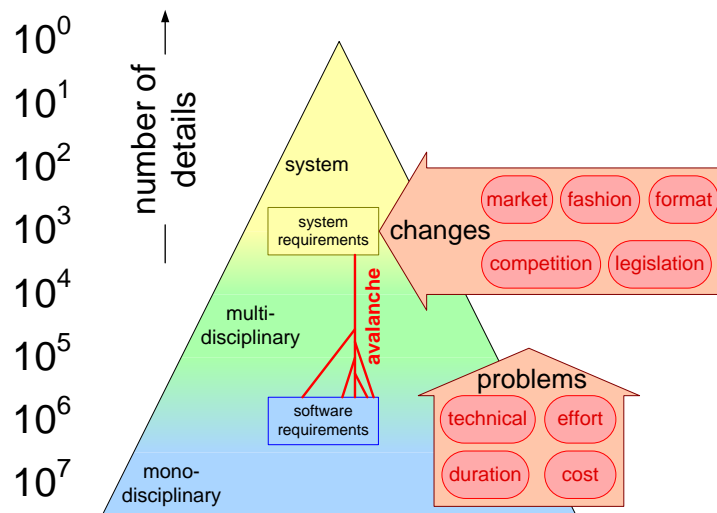 10^0
10^1
10^2
10^3
10^4
10^5
10^6
10^7
number of
details
system
system
requirements
multi-
disciplinary
avalanche
software
requirements
mono-
disciplinary
changes
market
fashion
format
competition
legislation
problems
technical
effort
duration
cost